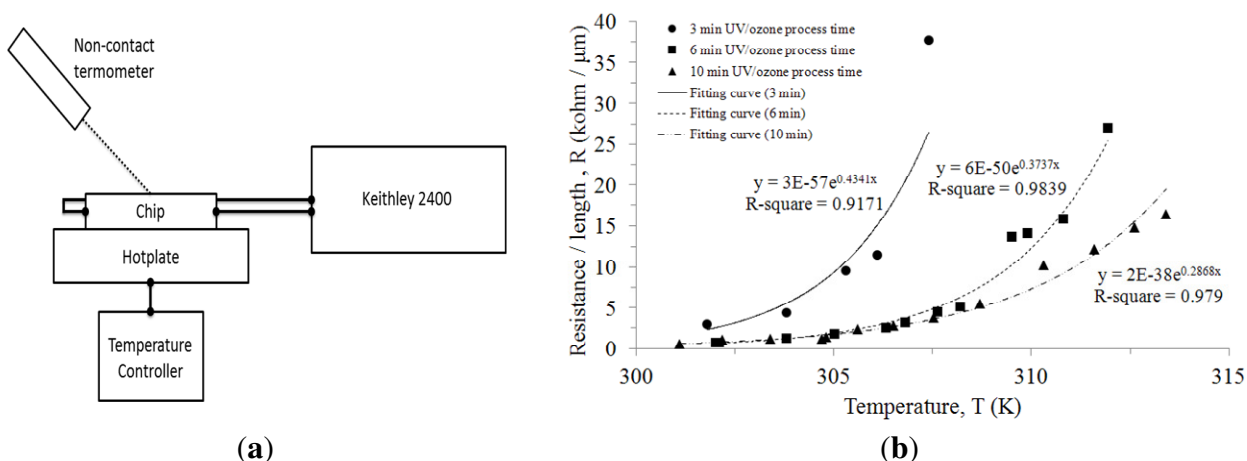 Non-contact
termometer
Chip
Hotplate
Temperature
Controller
Keithley 2400
(a)
Resistance / length , R (kohm / µm)
40
35
30
25
20
15
10
5
0
3 min UV/ozone process time
6 min UV/ozone process time
10 min UV/ozone process time
Fitting curve (3 min)
Fitting curve (6 min)
Fitting curve (10 min)
y = 3E-57e^0.4341x
R-square = 0.9171
y = 6E-50e^0.3737x
R-square = 0.9839
y = 2E-38e^0.2868x
R-square = 0.979
300 305 310 315
Temperature, T (K)
(b)